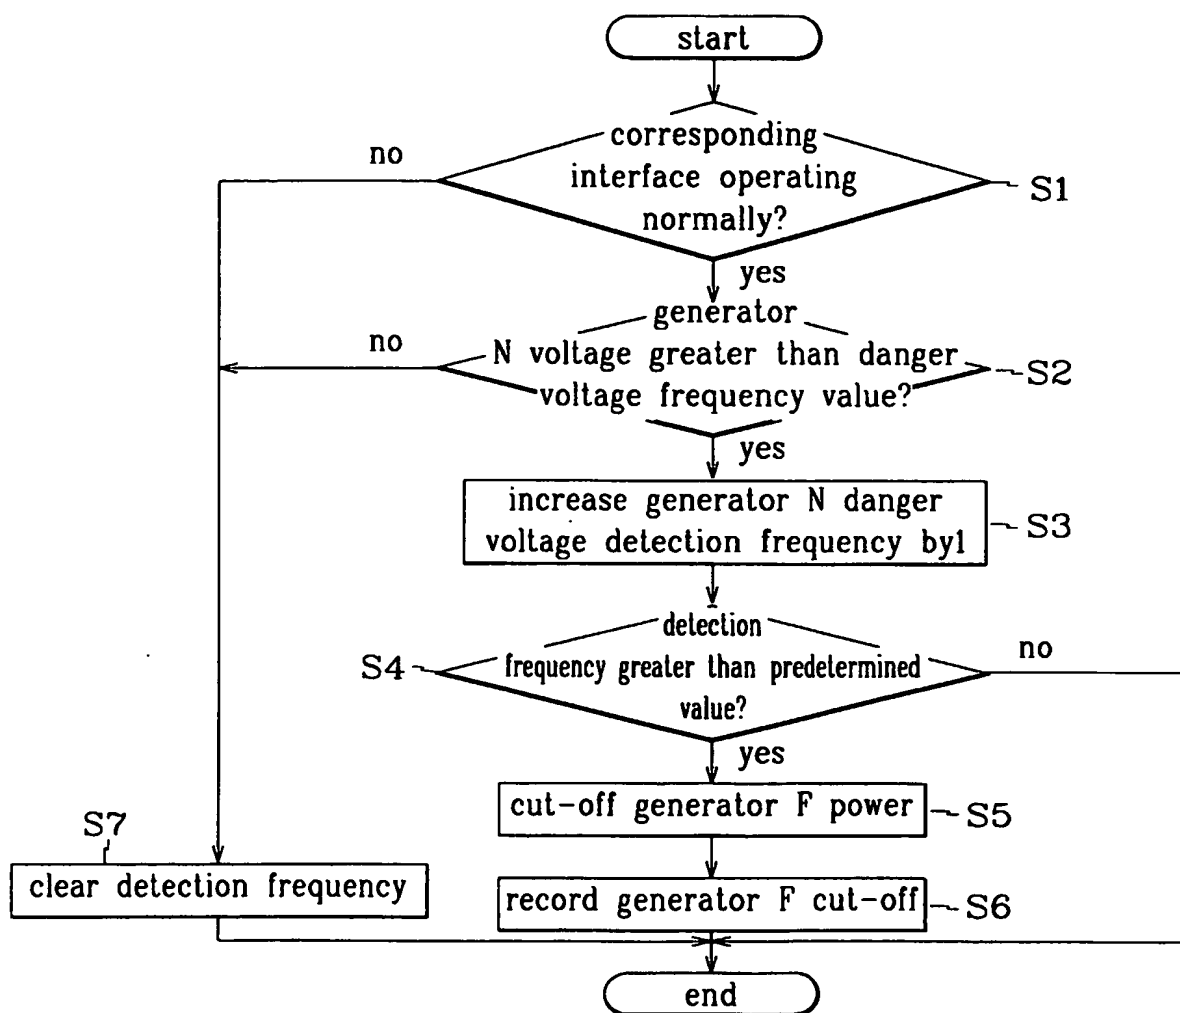 start
corresponding
interface operating
normally?
no
S1
yes
generator
N voltage greater than danger
voltage frequency value?
no
S2
yes
increase generator N danger
voltage detection frequency by1
S3
detection
frequency greater than predetermined
value?
S4
no
yes
cut-off generator F power
S5
S7
clear detection frequency
record generator F cut-off
S6
end